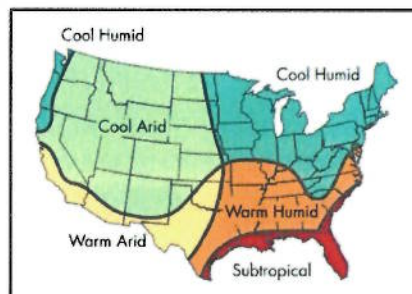 Cool Humid
Cool Humid
Cool Arid
Warm Arid
Warm Humid
Subtropical